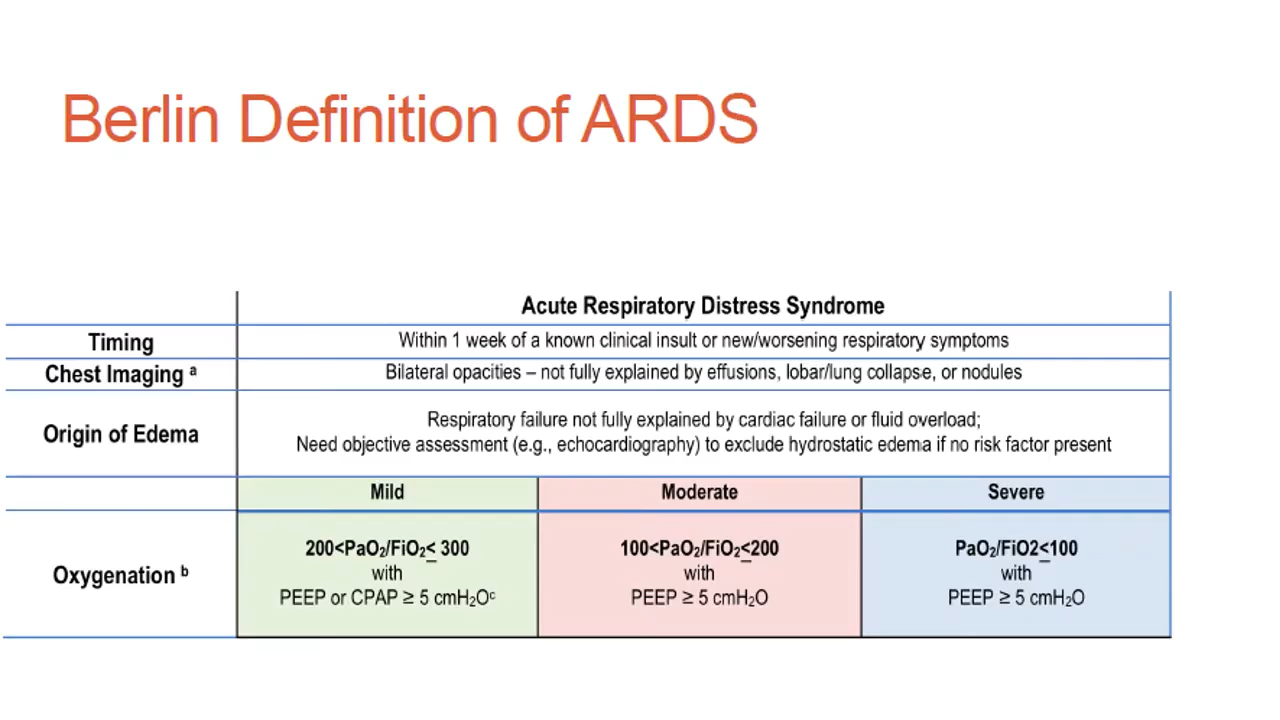 Berlin Definition of ARDS
Acute Respiratory Distress Syndrome
Timing
Within 1 week of a known clinical insult or new/worsening respiratory symptoms
Chest Imaging ᵃ
Bilateral opacities – not fully explained by effusions, lobar/lung collapse, or nodules
Origin of Edema
Respiratory failure not fully explained by cardiac failure or fluid overload;
Need objective assessment (e.g., echocardiography) to exclude hydrostatic edema if no risk factor present
Mild
Moderate
Severe
Oxygenation ᵇ
200<PaO₂/FiO₂≤ 300
with
PEEP or CPAP ≥ 5 cmH₂Oᶜ
100<PaO₂/FiO₂≤200
with
PEEP ≥ 5 cmH₂O
PaO₂/FiO2≤100
with
PEEP ≥ 5 cmH₂O